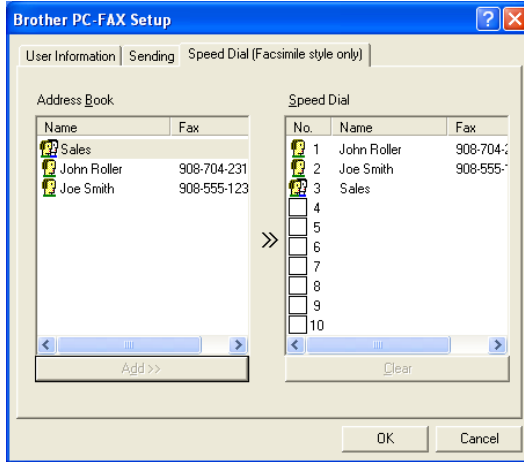 Brother PC-FAX Setup
User Information Sending Speed Dial (Facsimile style only)
Address Book
Name Fax
Sales
John Roller 908-704-231
Joe Smith 908-555-123
Add >>
Speed Dial
No. Name Fax
1 John Roller 908-704-2
2 Joe Smith 908-555-
3 Sales
4
5
6
7
8
9
10
Clear
OK Cancel